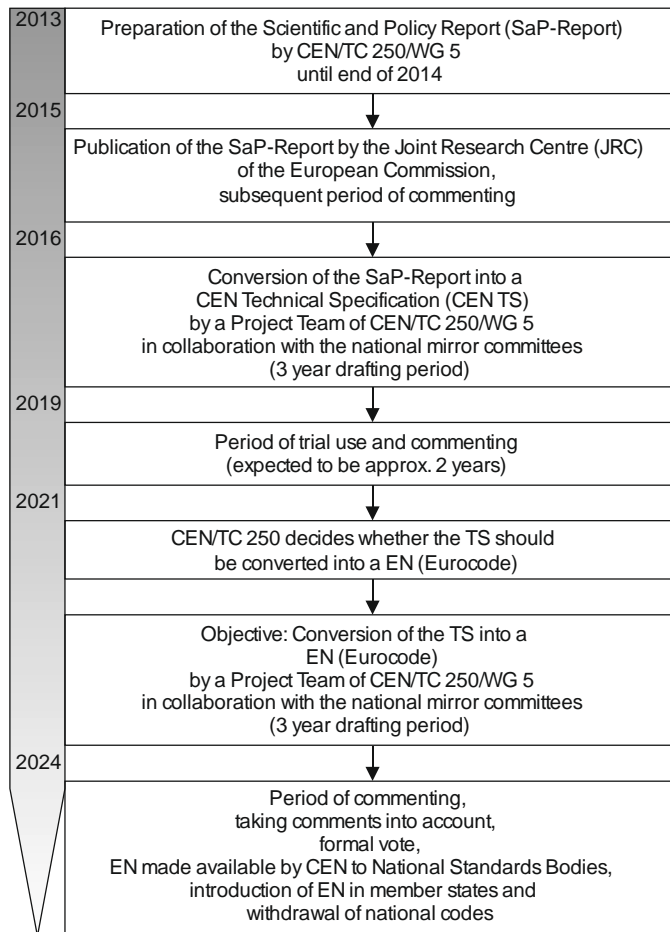 2013
Preparation of the Scientific and Policy Report (SaP-Report)
by CEN/TC 250/WG 5
until end of 2014
2015
Publication of the SaP-Report by the Joint Research Centre (JRC)
of the European Commission,
subsequent period of commenting
2016
Conversion of the SaP-Report into a
CEN Technical Specification (CEN TS)
by a Project Team of CEN/TC 250/WG 5
in collaboration with the national mirror committees
(3 year drafting period)
2019
Period of trial use and commenting
(expected to be approx. 2 years)
2021
CEN/TC 250 decides whether the TS should
be converted into a EN (Eurocode)
Objective: Conversion of the TS into a
EN (Eurocode)
by a Project Team of CEN/TC 250/WG 5
in collaboration with the national mirror committees
(3 year drafting period)
2024
Period of commenting,
taking comments into account,
formal vote,
EN made available by CEN to National Standards Bodies,
introduction of EN in member states and
withdrawal of national codes